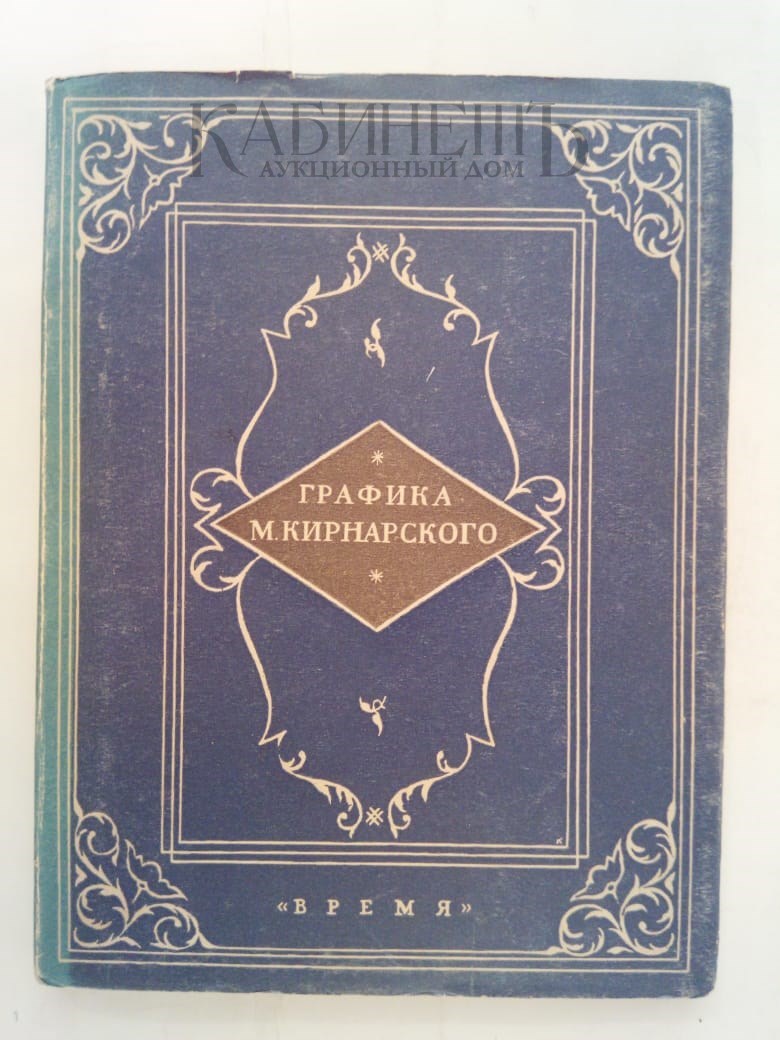 КАБИНЕТЪ
АУКЦИОННЫЙ ДОМ
ГРАФИКА
М.КИРНАРСКОГО
«ВРЕМЯ»